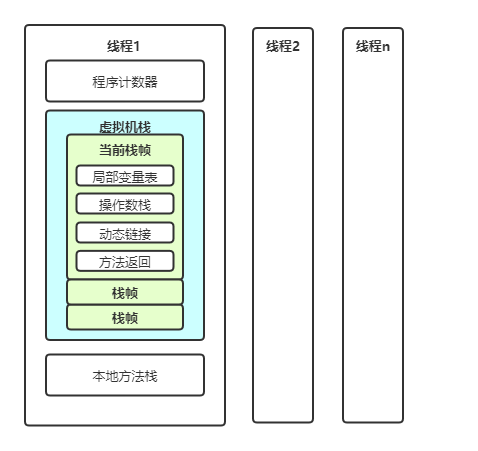 线程1
程序计数器
虚拟机栈
当前栈帧
局部变量表
操作数栈
动态链接
方法返回
栈帧
栈帧
本地方法栈
线程2
线程n